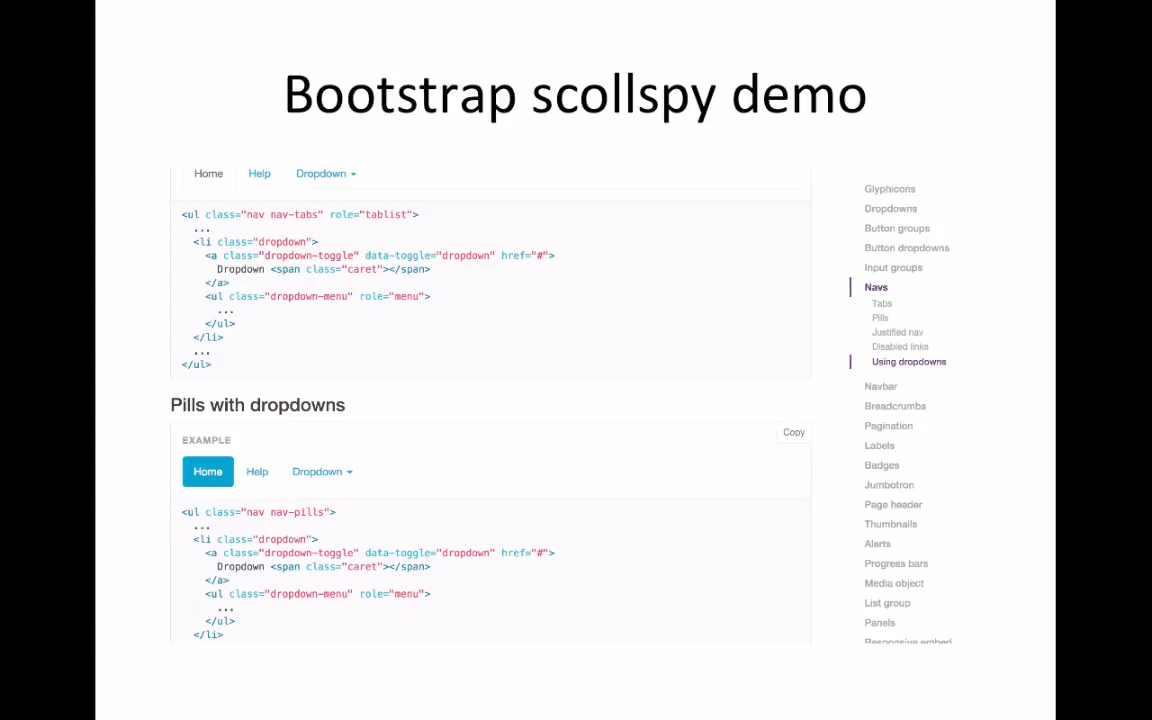 Bootstrap scollspy demo
Home Help Dropdown
<ul class="nav nav-tabs" role="tablist">
...
<li class="dropdown">
<a class="dropdown-toggle" data-toggle="dropdown" href="#">
Dropdown <span class="caret"></span>
</a>
<ul class="dropdown-menu" role="menu">
...
</ul>
</li>
...
</ul>
Pills with dropdowns
EXAMPLE
Copy
Home Help Dropdown
<ul class="nav nav-pills">
...
<li class="dropdown">
<a class="dropdown-toggle" data-toggle="dropdown" href="#">
Dropdown <span class="caret"></span>
</a>
<ul class="dropdown-menu" role="menu">
...
</ul>
</li>
Glyphicons
Dropdowns
Button groups
Button dropdowns
Input groups
Navs
Tabs
Pills
Justified nav
Disabled links
Using dropdowns
Navbar
Breadcrumbs
Pagination
Labels
Badges
Jumbotron
Page header
Thumbnails
Alerts
Progress bars
Media object
List group
Panels
Responsive embed